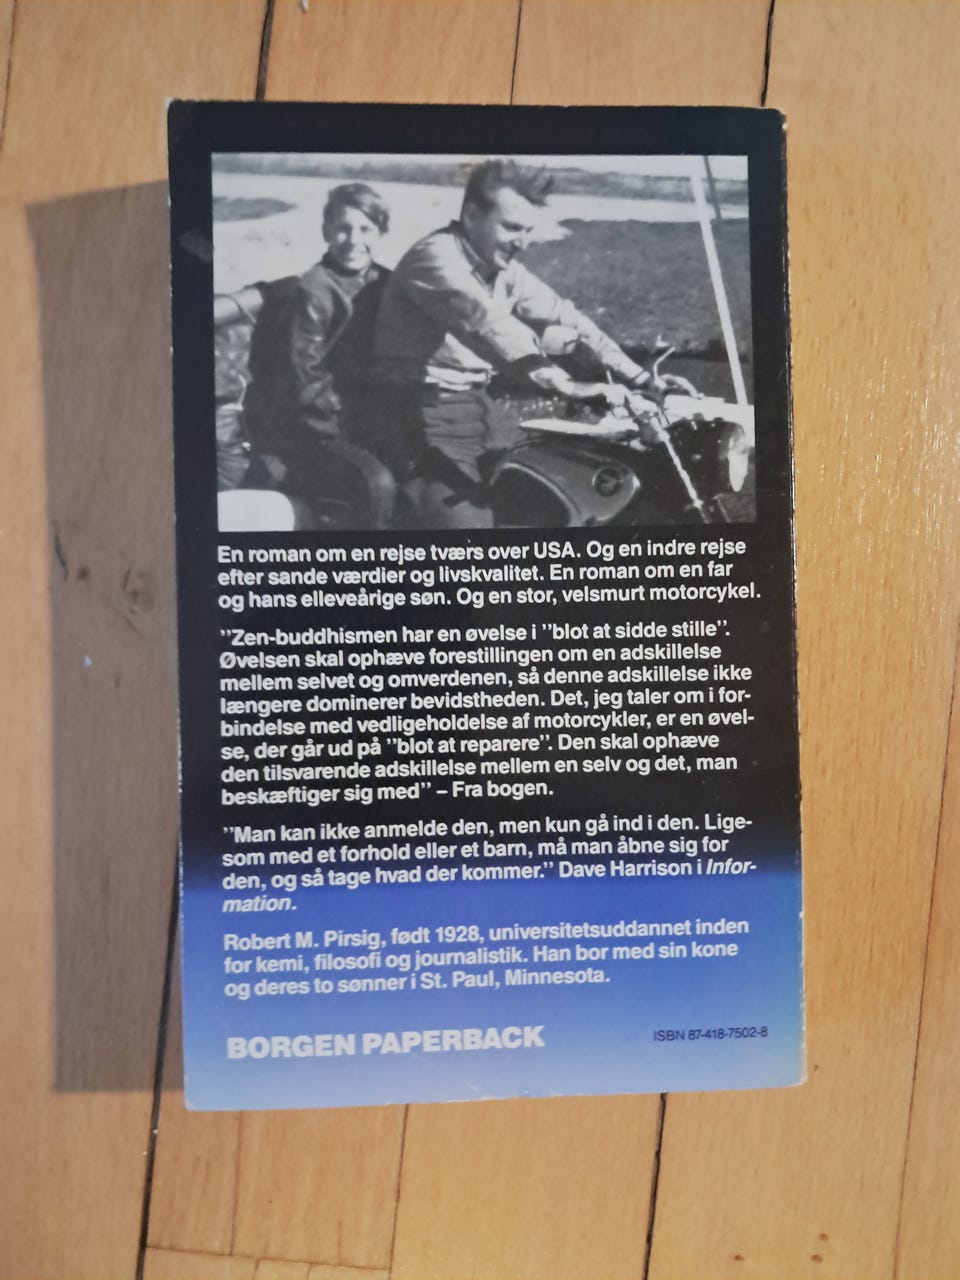 En roman om en rejse tværs over USA. Og en indre rejse
efter sande værdier og livskvalitet. En roman om en far
og hans elleveårige søn. Og en stor, velsmurt motorcykel.
"Zen-buddhismen har en øvelse i "blot at sidde stille".
Øvelsen skal ophæve forestillingen om en adskillelse
mellem selvet og omverdenen, så denne adskillelse ikke
længere dominerer bevidstheden. Det, jeg taler om i for-
bindelse med vedligeholdelse af motorcykler, er en øvel-
se, der går ud på "blot at reparere". Den skal ophæve
den tilsvarende adskillelse mellem en selv og det, man
beskæftiger sig med" – Fra bogen.
"Man kan ikke anmelde den, men kun gå ind i den. Lige-
som med et forhold eller et barn, må man åbne sig for
den, og så tage hvad der kommer." Dave Harrison i Infor-
mation.
Robert M. Pirsig, født 1928, universitetsuddannet inden
for kemi, filosofi og journalistik. Han bor med sin kone
og deres to sønner i St. Paul, Minnesota.
BORGEN PAPERBACK
ISBN 87-418-7502-8